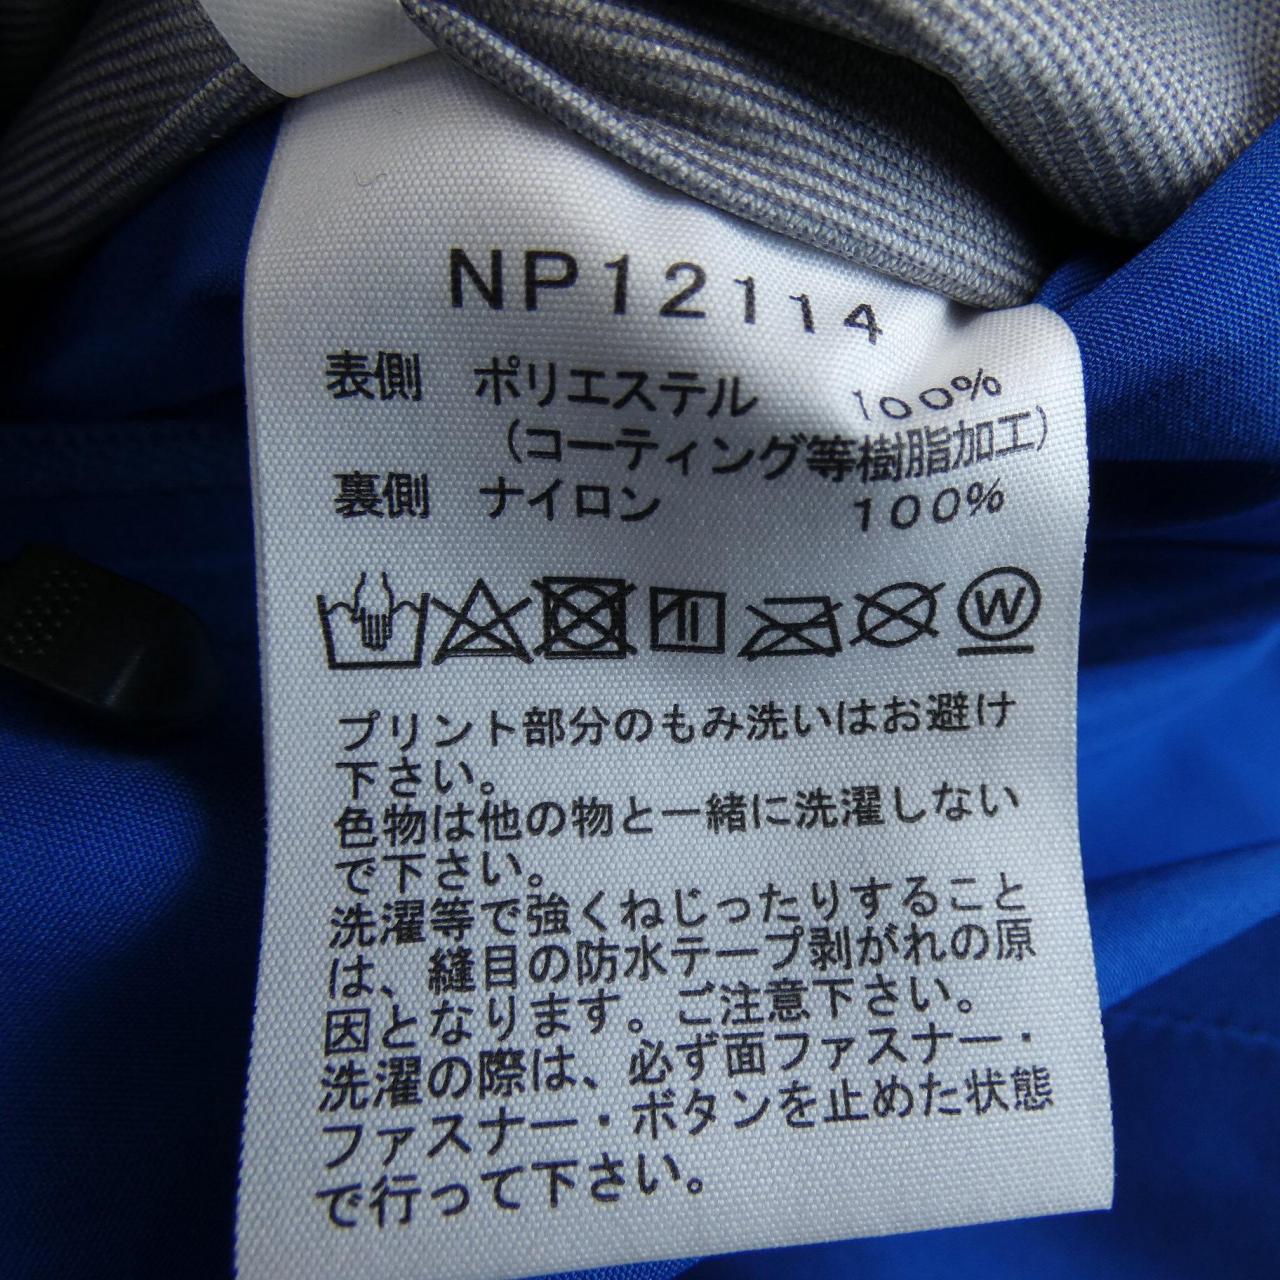 NP12114
表側 ポリエステル 100%
(コーティング等樹脂加工)
裏側 ナイロン 100%
W
プリント部分のもみ洗いはお避け
下さい。
色物は他の物と一緒に洗濯しない
で下さい。
洗濯等で強くねじったりすること
は、縫目の防水テープ剥がれの原
因となります。ご注意下さい。
洗濯の際は、必ず面ファスナー・
ファスナー・ボタンを止めた状態
で行って下さい。